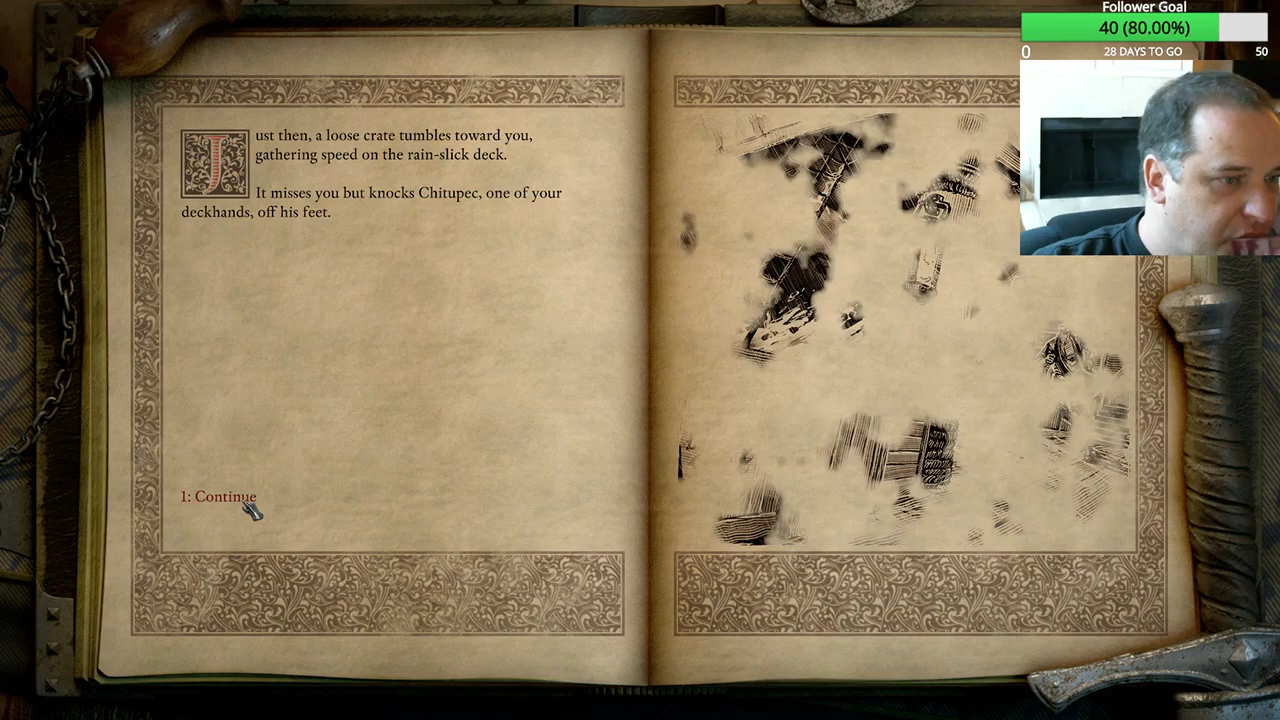 Follower Goal
40 (80.00%)
0 28 DAYS TO GO 50
Just then, a loose crate tumbles toward you,
gathering speed on the rain-slick deck.
It misses you but knocks Chitupec, one of your
deckhands, off his feet.
1: Continue